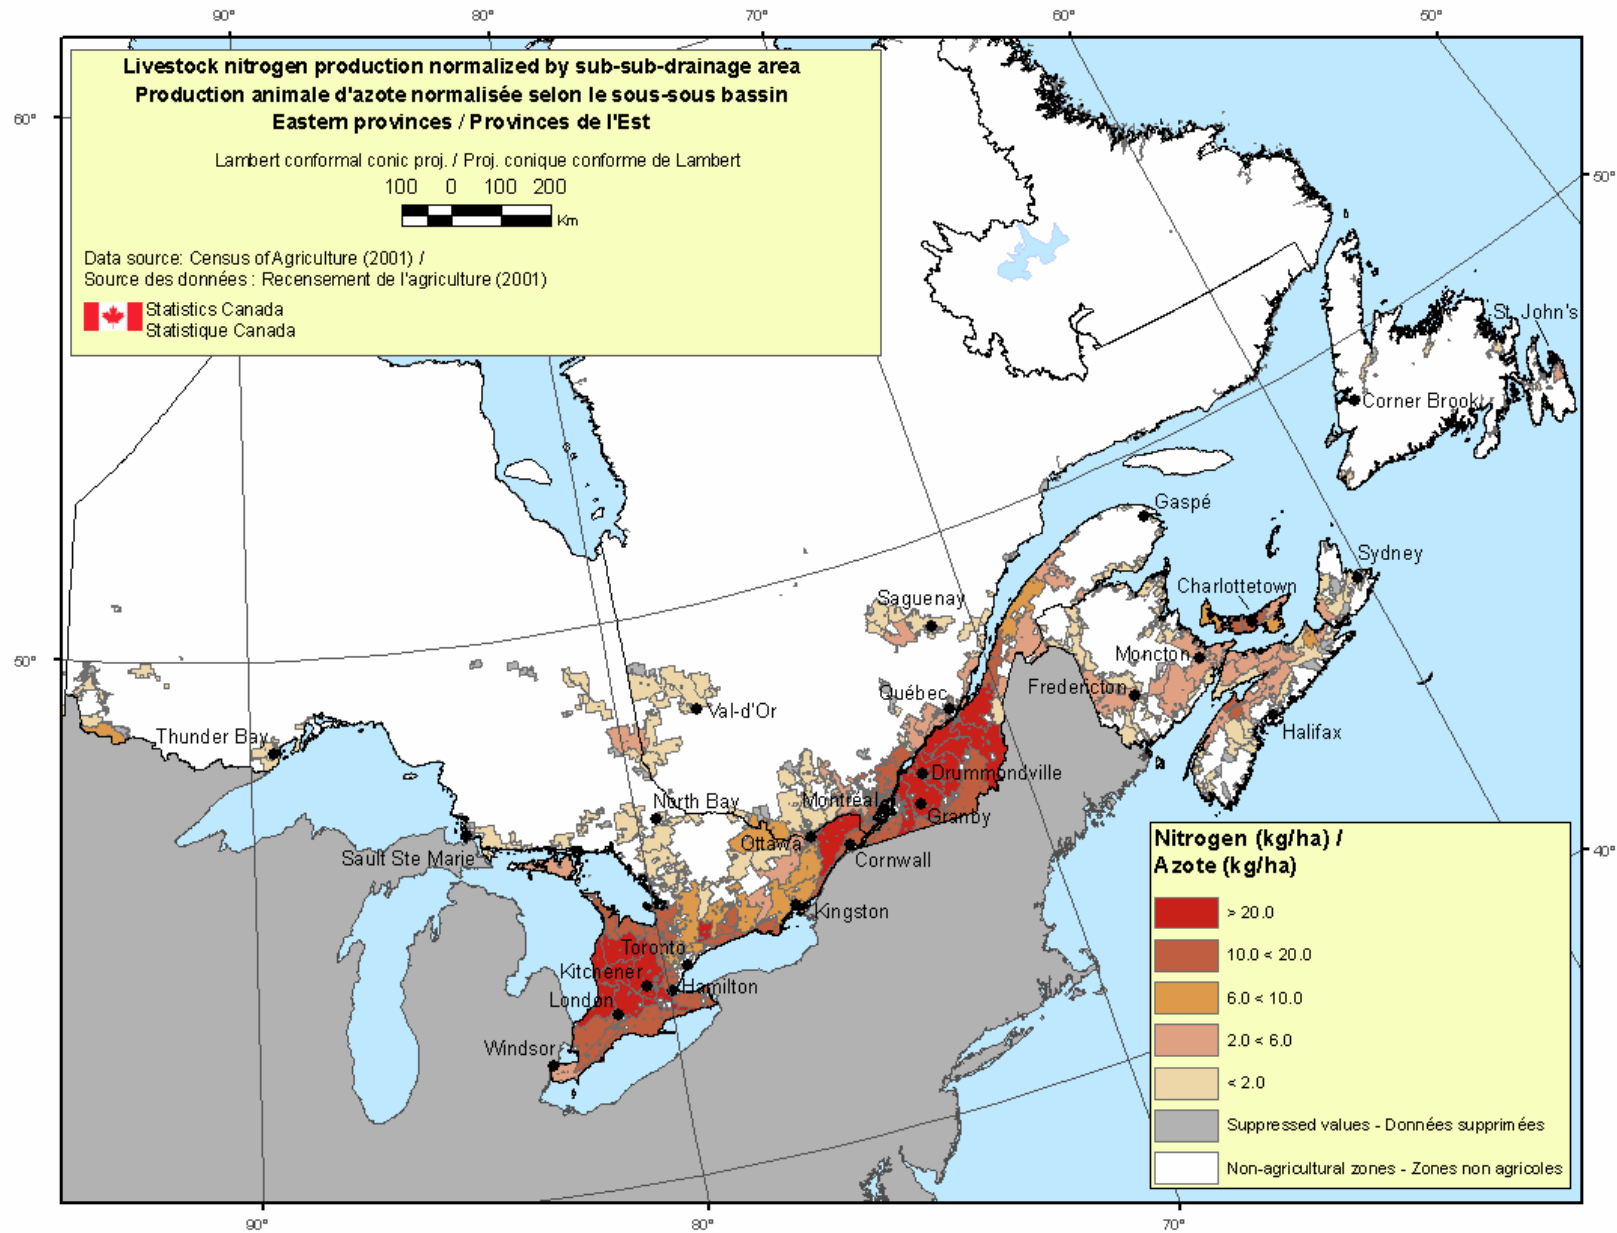 90°
80°
70°
60°
50°
Livestock nitrogen production normalized by sub-sub-drainage area
Production animale d'azote normalisée selon le sous-sous bassin
Eastern provinces / Provinces de l'Est
Lambert conformal conic proj. / Proj. conique conforme de Lambert
100 0 100 200
Km
Data source: Census of Agriculture (2001) /
Source des données : Recensement de l'agriculture (2001)
Statistics Canada
Statistique Canada
60°
50°
St. John's
Corner Brook
Gaspé
Sydney
Charlottetown
Saguenay
50°
Moncton
Fredericton
Québec
Val-d'Or
Thunder Bay
Halifax
Drummondville
North Bay
Montréal
Granby
Ottawa
Cornwall
Sault Ste Marie
40°
Kingston
Toronto
Kitchener
Hamilton
London
Windsor
Nitrogen (kg/ha) /
Azote (kg/ha)
> 20.0
10.0 < 20.0
6.0 < 10.0
2.0 < 6.0
< 2.0
Suppressed values - Données supprimées
Non-agricultural zones - Zones non agricoles
90°
80°
70°